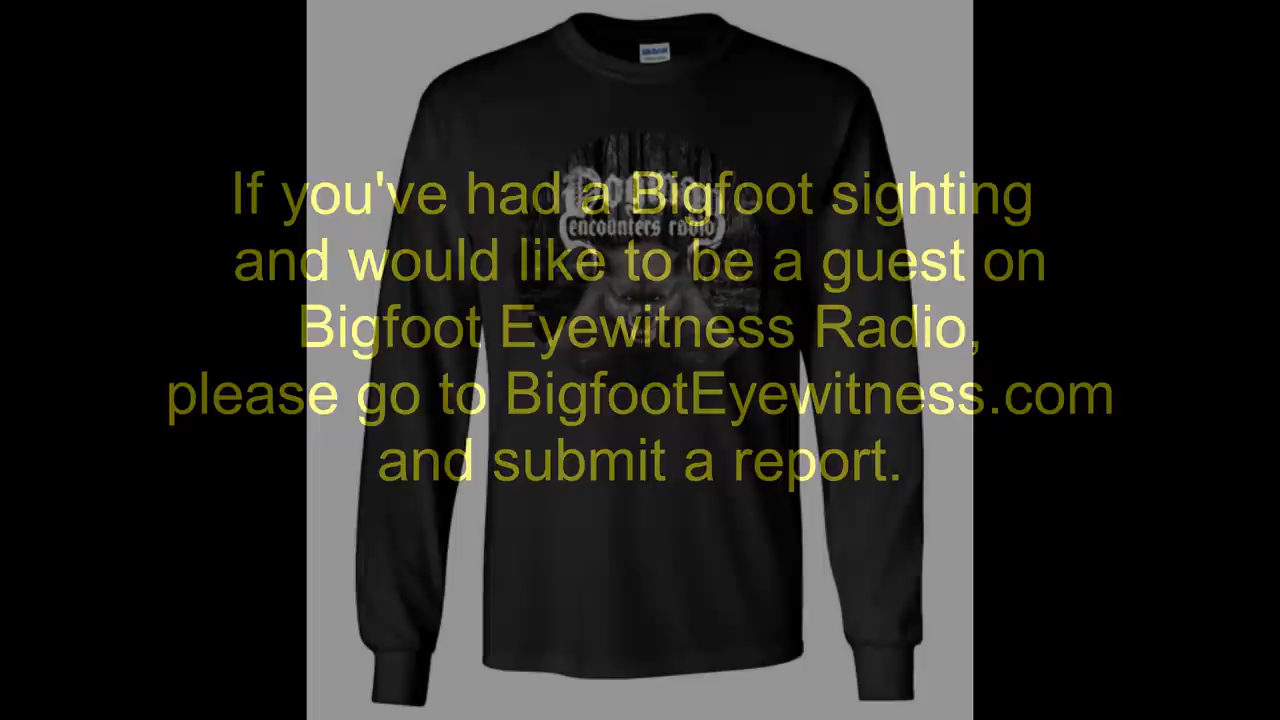 If you've had a Bigfoot sighting
and would like to be a guest on
Bigfoot Eyewitness Radio,
please go to BigfootEyewitness.com
and submit a report.
encounters radio